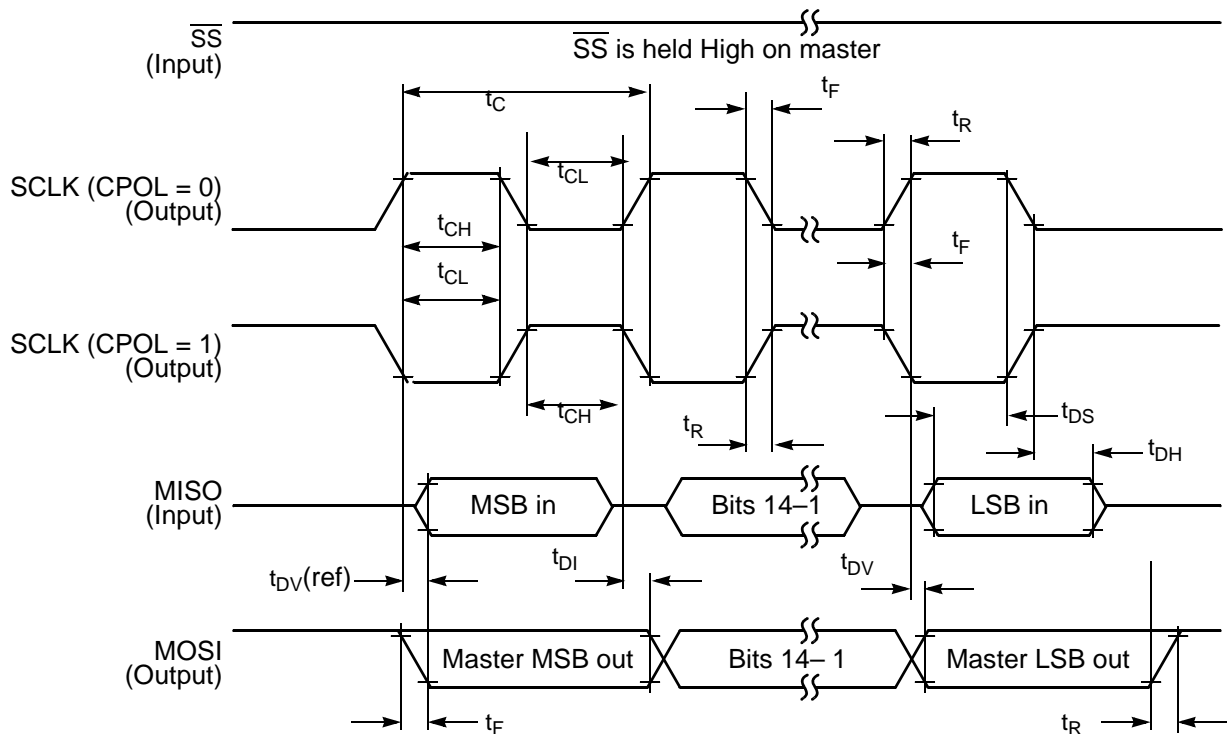 SS
(Input)
SS is held High on master
tC
tF
tR
tCL
SCLK (CPOL = 0)
(Output)
tCH
tF
tCL
SCLK (CPOL = 1)
(Output)
tCH
tR
tDS
tDH
MISO
(Input)
MSB in
Bits 14–1
LSB in
tDI
tDV
tDV(ref)
MOSI
(Output)
Master MSB out
Bits 14– 1
Master LSB out
tF
tR